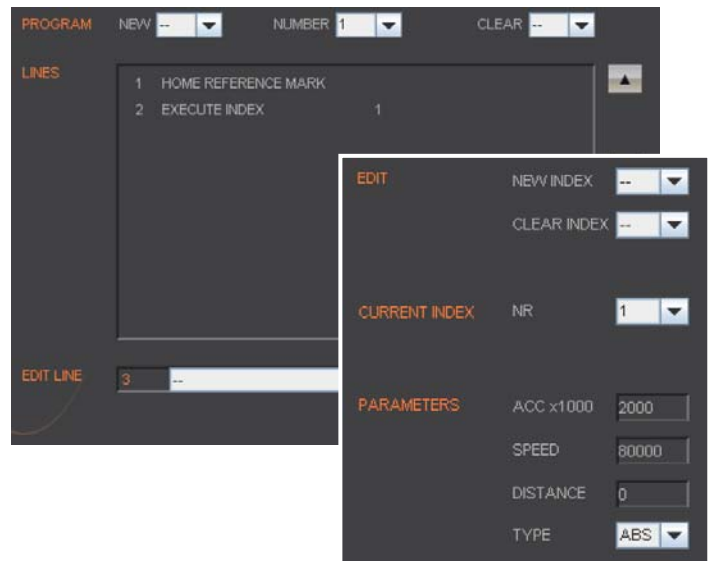 PROGRAM NEW -- NUMBER 1 CLEAR --
LINES
1 HOME REFERENCE MARK
2 EXECUTE INDEX 1
EDIT LINE 3 --
EDIT NEW INDEX --
CLEAR INDEX --
CURRENT INDEX NR 1
PARAMETERS ACC x1000 2000
SPEED 80000
DISTANCE 0
TYPE ABS